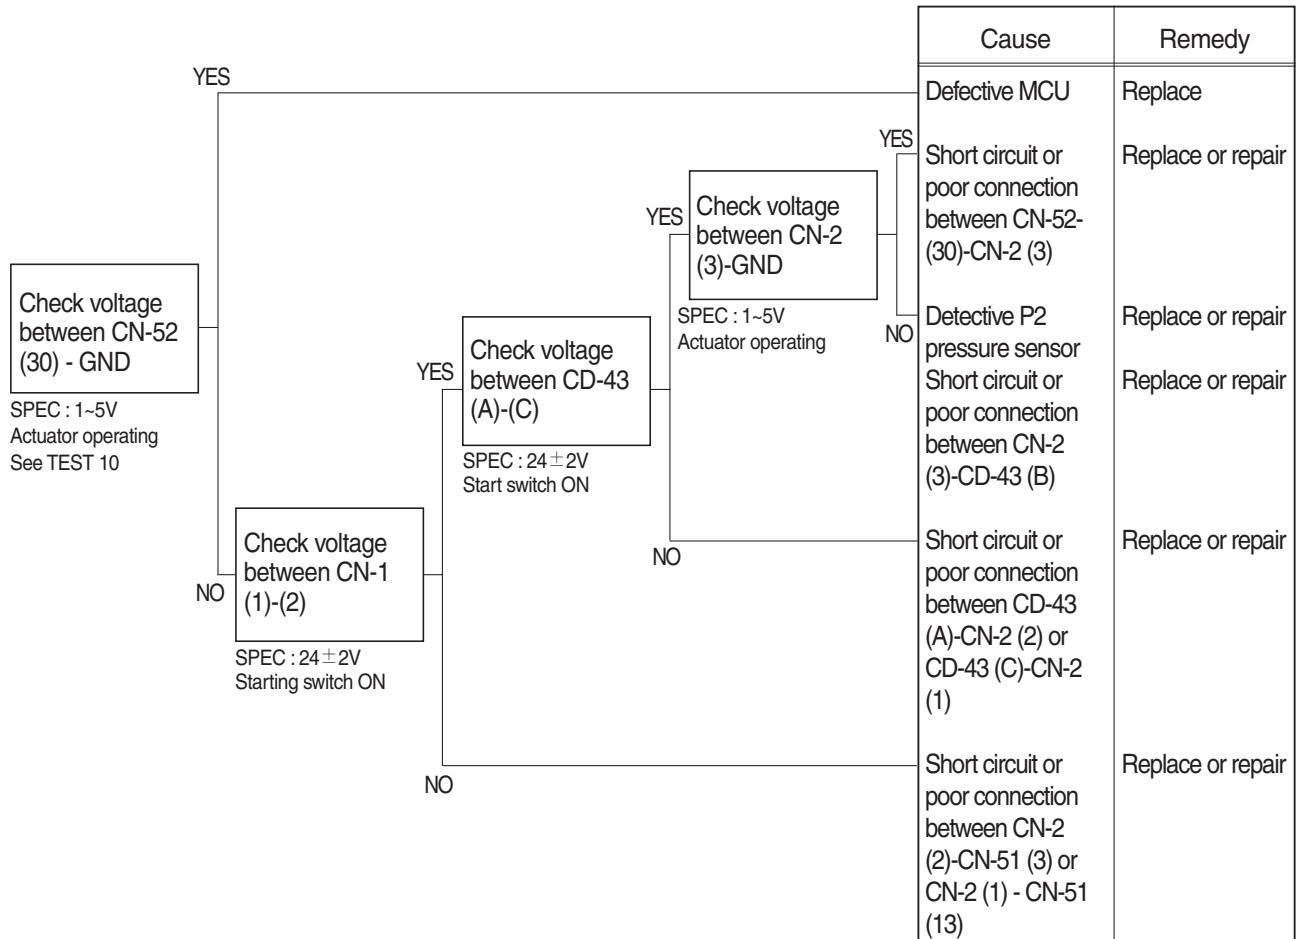 Cause
Remedy
YES
Defective MCU
Replace
YES
Short circuit or
poor connection
between CN-52-
(30)-CN-2 (3)
Replace or repair
YES
Check voltage
between CN-2
(3)-GND
SPEC : 1~5V
Actuator operating
NO
Detective P2
pressure sensor
Replace or repair
Short circuit or
poor connection
between CN-2
(3)-CD-43 (B)
Replace or repair
Check voltage
between CN-52
(30) - GND
SPEC : 1~5V
Actuator operating
See TEST 10
YES
Check voltage
between CD-43
(A)-(C)
SPEC : 24±2V
Start switch ON
NO
Short circuit or
poor connection
between CD-43
(A)-CN-2 (2) or
CD-43 (C)-CN-2
(1)
Replace or repair
NO
Check voltage
between CN-1
(1)-(2)
SPEC : 24±2V
Starting switch ON
NO
Short circuit or
poor connection
between CN-2
(2)-CN-51 (3) or
CN-2 (1) - CN-51
(13)
Replace or repair